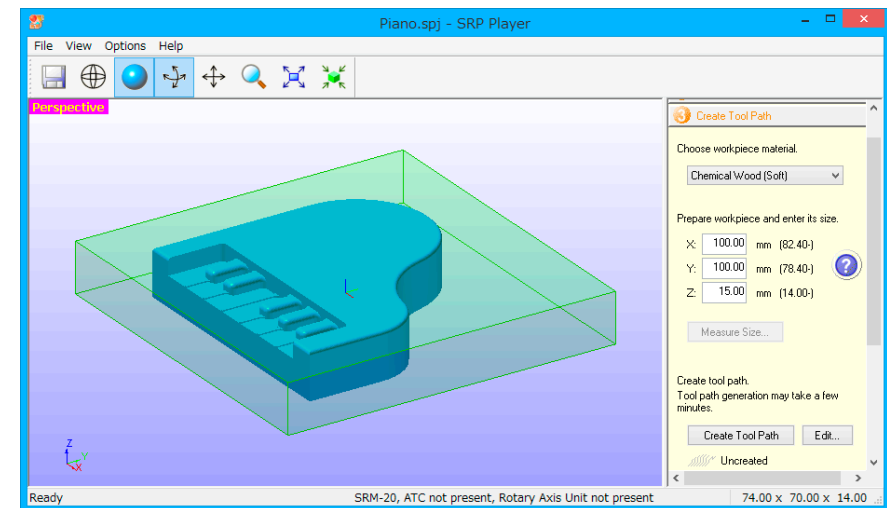 Piano.spj - SRP Player
File View Options Help
Perspective
3 Create Tool Path
Choose workpiece material.
Chemical Wood (Soft)
Prepare workpiece and enter its size.
X: 100.00 mm (82.40-)
Y: 100.00 mm (78.40-)
Z: 15.00 mm (14.00-)
Measure Size...
Create tool path.
Tool path generation may take a few
minutes.
Create Tool Path Edit...
Uncreated
Z
Y
X
Ready SRM-20, ATC not present, Rotary Axis Unit not present 74.00 x 70.00 x 14.00